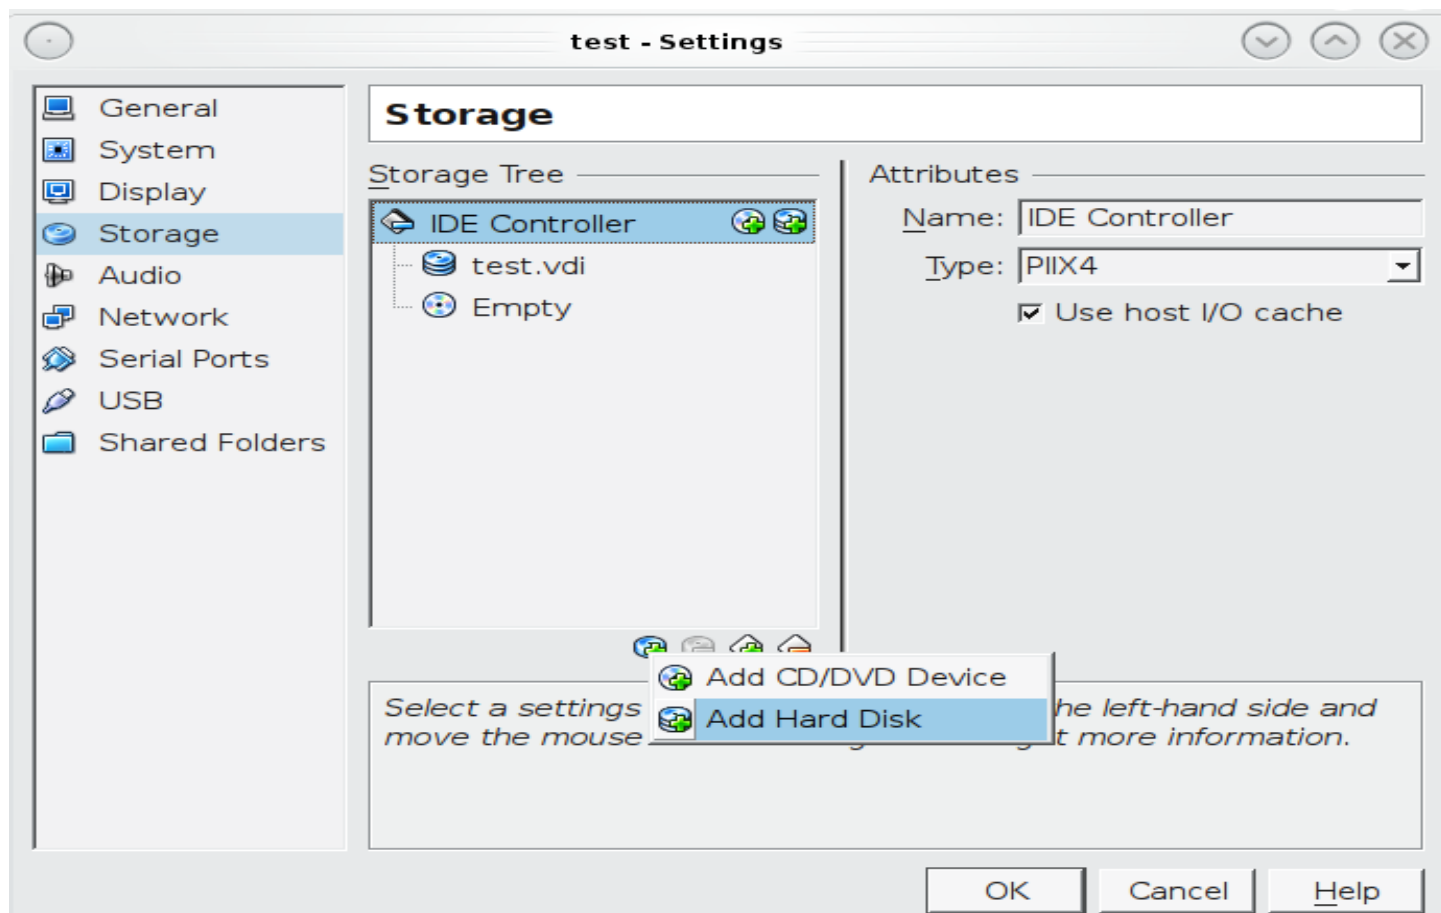 test - Settings
General
System
Display
Storage
Audio
Network
Serial Ports
USB
Shared Folders
Storage
Storage Tree
IDE Controller
test.vdi
Empty
Attributes
Name: IDE Controller
Type: PIIX4
Use host I/O cache
Add CD/DVD Device
Add Hard Disk
Select a settings he left-hand side and
move the mouse t more information.
OK Cancel Help